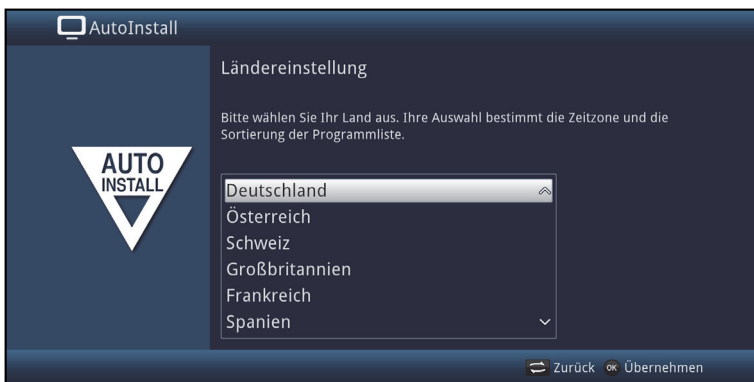 AutoInstall
Ländereinstellung
Bitte wählen Sie Ihr Land aus. Ihre Auswahl bestimmt die Zeitzone und die
Sortierung der Programmliste.
AUTO
INSTALL
Deutschland
Österreich
Schweiz
Großbritannien
Frankreich
Spanien
Zurück OK Übernehmen